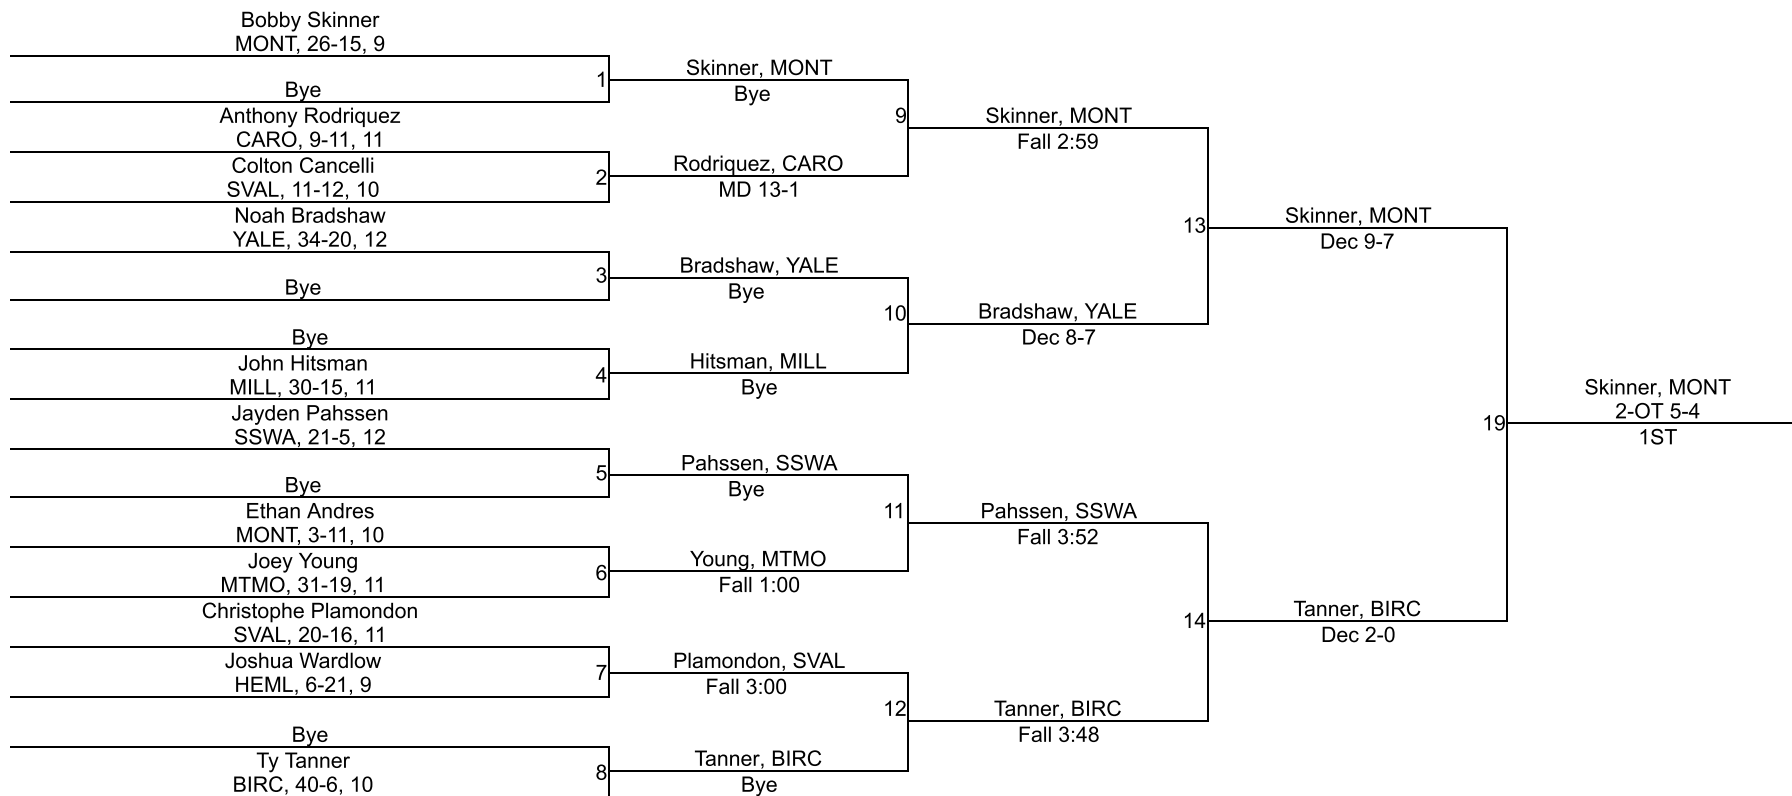 Bobby Skinner
MONT, 26-15, 9
Bye
1
Anthony Rodriquez
CARO, 9-11, 11
Colton Cancelli
SVAL, 11-12, 10
2
Noah Bradshaw
YALE, 34-20, 12
Bye
3
Bye
John Hitsman
MILL, 30-15, 11
4
Jayden Pahssen
SSWA, 21-5, 12
Bye
5
Ethan Andres
MONT, 3-11, 10
Joey Young
MTMO, 31-19, 11
6
Christophe Plamondon
SVAL, 20-16, 11
Joshua Wardlow
HEML, 6-21, 9
7
Bye
Ty Tanner
BIRC, 40-6, 10
8
Skinner, MONT
Bye
9
Rodriquez, CARO
MD 13-1
Bradshaw, YALE
Bye
10
Hitsman, MILL
Bye
Pahssen, SSWA
Bye
11
Young, MTMO
Fall 1:00
Plamondon, SVAL
Fall 3:00
12
Tanner, BIRC
Bye
Skinner, MONT
Fall 2:59
13
Bradshaw, YALE
Dec 8-7
Pahssen, SSWA
Fall 3:52
14
Tanner, BIRC
Fall 3:48
Skinner, MONT
Dec 9-7
19
Tanner, BIRC
Dec 2-0
Skinner, MONT
2-OT 5-4
1ST